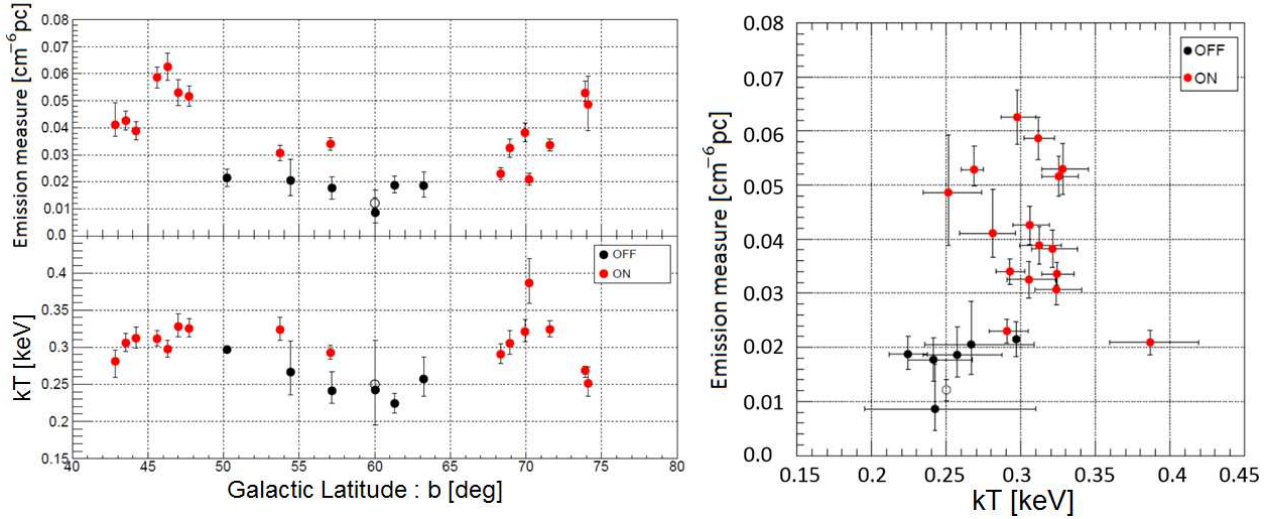 Emission measure [cm⁻⁶pc]
0.08
0.07
0.06
0.05
0.04
0.03
0.02
0.01
0.0
OFF
ON
kT [keV]
0.4
0.35
0.3
0.25
0.2
0.15
40 45 50 55 60 65 70 75 80
Galactic Latitude : b [deg]
Emission measure [cm⁻⁶pc]
0.08
0.07
0.06
0.05
0.04
0.03
0.02
0.01
0.0
OFF
ON
0.15 0.2 0.25 0.3 0.35 0.4 0.45
kT [keV]